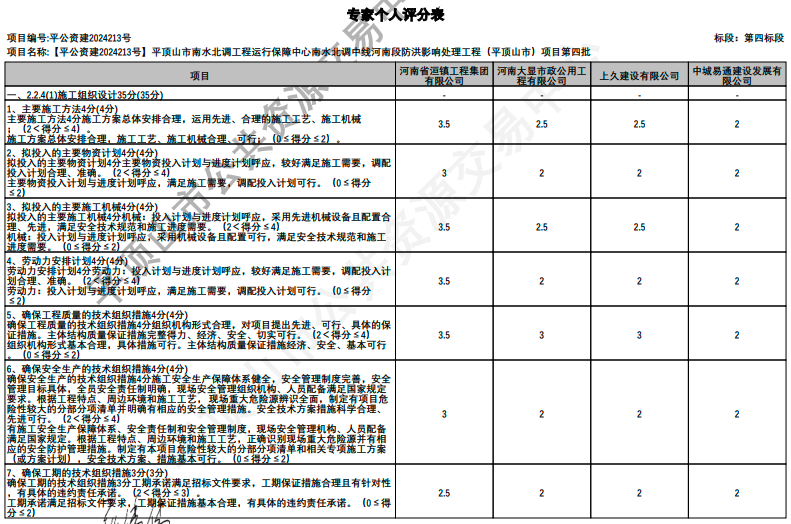 专家个人评分表
项目编号:平公资建2024213号
标段：第四标段
项目名称:【平公资建2024213号】平顶山市南水北调工程运行保障中心南水北调中线河南段防洪影响处理工程（平顶山市）项目第四批
项目
河南省洹镇工程集团有限公司
河南大显市政公用工程有限公司
上久建设有限公司
中城易通建设发展有限公司
一、2.2.4(1)施工组织设计35分(35分)
-
-
-
-
1、主要施工方法4分(4分)
主要施工方法4分施工方案总体安排合理，运用先进、合理的施工工艺、施工机械
；（2＜得分≤4）。
施工方案总体安排合理，施工工艺、施工机械合理、可行；（0≤得分≤2）。
3.5
2.5
2.5
2
2、拟投入的主要物资计划4分(4分)
拟投入的主要物资计划4分主要物资投入计划与进度计划呼应，较好满足施工需要，调配
投入计划合理、准确。（2＜得分≤4）
主要物资投入计划与进度计划呼应，满足施工需要，调配投入计划可行。（0≤得分
≤2）
3
2
2
2
3、拟投入的主要施工机械4分(4分)
拟投入的主要施工机械4分机械：投入计划与进度计划呼应，采用先进机械设备且配置合
理、先进，满足安全技术规范和施工进度需要。（2＜得分≤4）
机械：投入计划与进度计划呼应，采用机械设备且配置可行，满足安全技术规范和施工
进度需要。（0≤得分≤2）
3.5
2.5
2.5
2
4、劳动力安排计划4分(4分)
劳动力安排计划4分劳动力：投入计划与进度计划呼应，较好满足施工需要，调配投入计
划合理、准确。（2＜得分≤4）
劳动力：投入计划与进度计划呼应，满足施工需要，调配投入计划可行。（0≤得分
≤2）
3.5
2
2
2
5、确保工程质量的技术组织措施4分(4分)
确保工程质量的技术组织措施4分组织机构形式合理，对项目提出先进、可行、具体的保
证措施。主体结构质量保证措施完整得力、经济、安全、切实可行。（2＜得分≤4）
组织机构形式基本合理，具体措施可行。主体结构质量保证措施经济、安全、基本可行
。（0≤得分≤2）
3.5
3
3
2
6、确保安全生产的技术组织措施4分(4分)
确保安全生产的技术组织措施4分施工安全生产保障体系健全，安全管理制度完善，安全
管理目标具体，全员安全责任制明确，现场安全管理组织机构、人员配备满足国家规定
要求。根据工程特点、周边环境和施工工艺，现场重大危险源辨识全面，制定有项目危
险性较大的分部分项清单并明确有相应的安全管理措施。安全技术方案措施科学合理、
先进可行。（2＜得分≤4）
有施工安全生产保障体系、安全责任制和安全管理制度，现场安全管理机构、人员配备
满足国家规定。根据工程特点、周边环境和施工工艺，正确识别现场重大危险源并有相
应的安全防护管理措施。制定有本项目危险性较大的分部分项清单和相关专项施工方案
（或方案计划），安全技术方案、措施基本可行。（0≤得分≤2）
3
2
2
2
7、确保工期的技术组织措施3分(3分)
确保工期的技术组织措施3分工期承诺满足招标文件要求，工期保证措施合理且有针对性
，有具体的违约责任承诺。（2＜得分≤3）。
工期承诺满足招标文件要求，工期保证措施基本合理，有具体的违约责任承诺。（0≤得
分≤2）
2.5
2
2
2